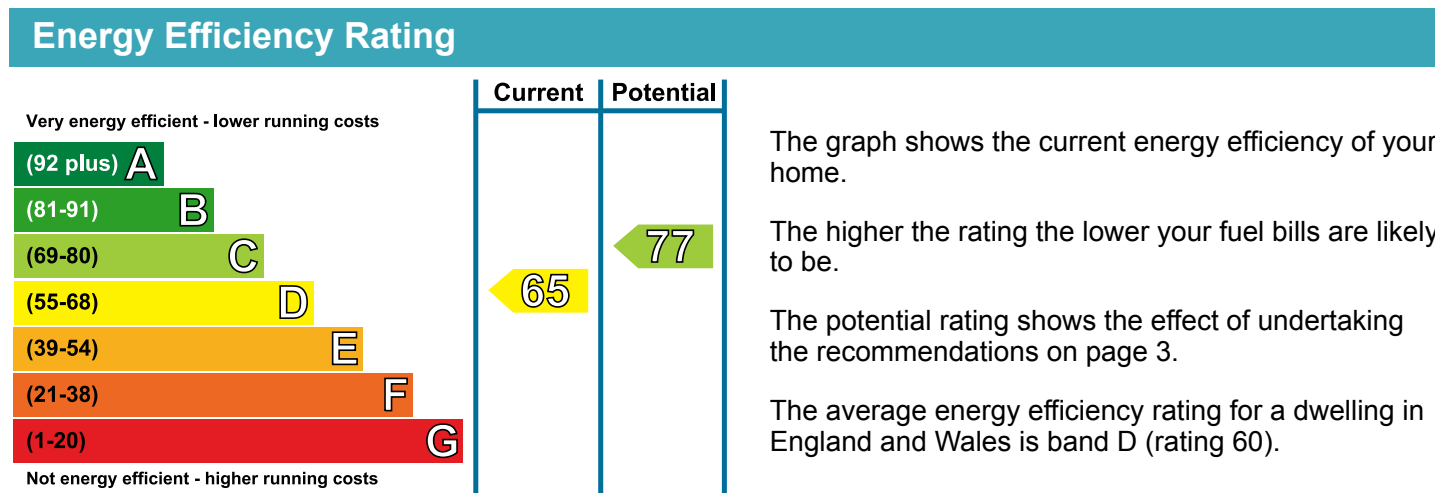 Energy Efficiency Rating
Current Potential
Very energy efficient - lower running costs
(92 plus) A
(81-91) B
(69-80) C
77
(55-68) D
65
(39-54) E
(21-38) F
(1-20) G
Not energy efficient - higher running costs
The graph shows the current energy efficiency of your
home.
The higher the rating the lower your fuel bills are likely
to be.
The potential rating shows the effect of undertaking
the recommendations on page 3.
The average energy efficiency rating for a dwelling in
England and Wales is band D (rating 60).